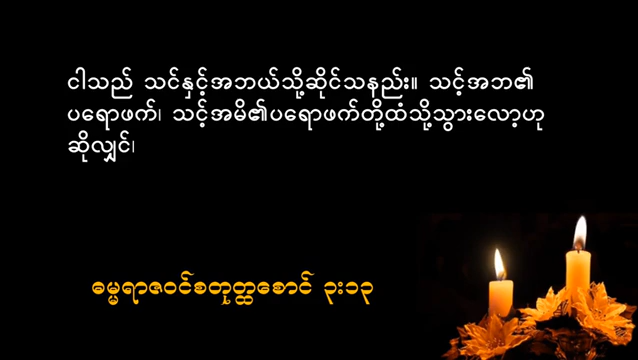 ငါသည် သင်နှင့်အဘယ်သို့ဆိုင်သနည်း။ သင့်အဘ၏
ပရောဖက်၊ သင့်အမိ၏ပရောဖက်တို့ထံသို့သွားလော့ဟု
ဆိုလျှင်၊
ဓမ္မရာဇဝင်စတုတ္ထစောင် ၃း၁၃